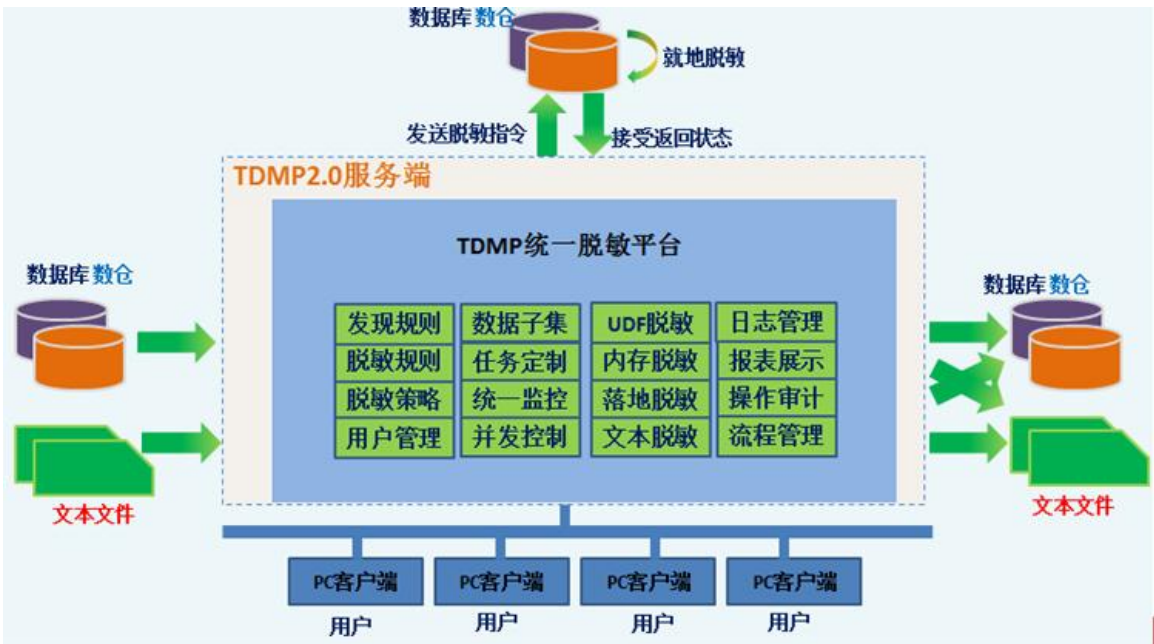 数据库 数仓
就地脱敏
发送脱敏指令
接受返回状态
TDMP2.0服务端
TDMP统一脱敏平台
数据库 数仓
文本文件
发现规则 数据子集 UDF脱敏 日志管理
脱敏规则 任务定制 内存脱敏 报表展示
脱敏策略 统一监控 落地脱敏 操作审计
用户管理 并发控制 文本脱敏 流程管理
数据库 数仓
文本文件
PC客户端 PC客户端 PC客户端 PC客户端
用户 用户 用户 用户